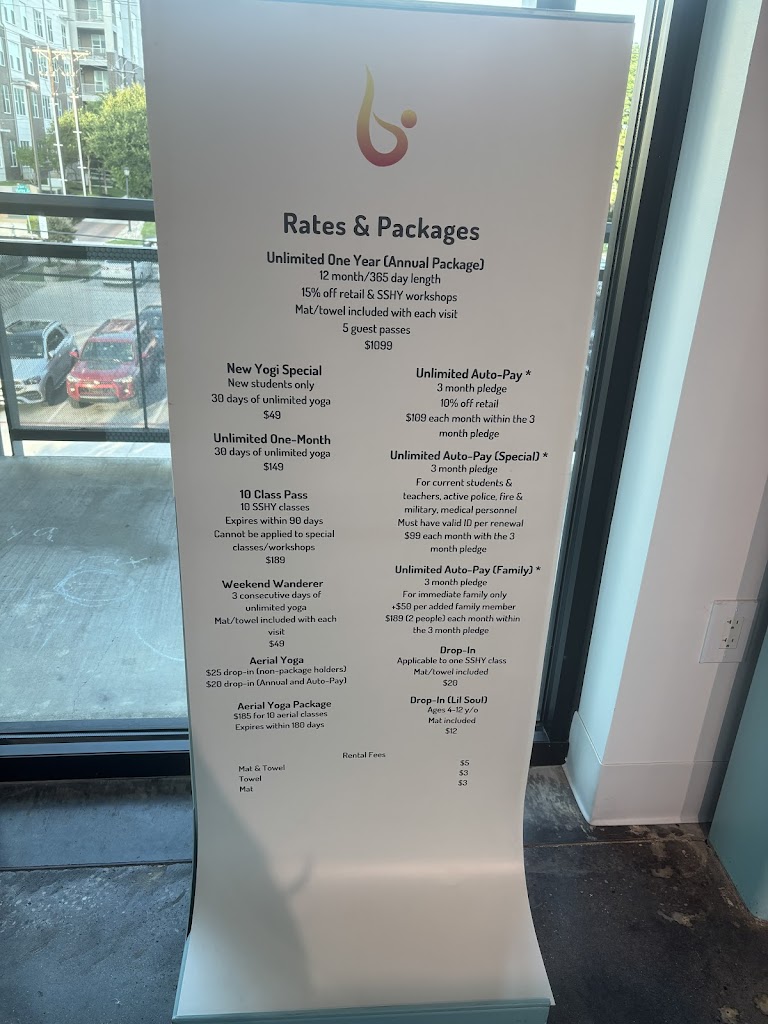 Rates & Packages
Unlimited One Year (Annual Package)
12 month/365 day length
15% off retail & SSHY workshops
Mat/towel included with each visit
5 guest passes
$1099
New Yogi Special
New students only
30 days of unlimited yoga
$49
Unlimited One-Month
30 days of unlimited yoga
$149
10 Class Pass
10 SSHY classes
Expires within 90 days
Cannot be applied to special
classes/workshops
$189
Weekend Wanderer
3 consecutive days of
unlimited yoga
Mat/towel included with each
visit
$49
Aerial Yoga
$25 drop-in (non-package holders)
$20 drop-in (Annual and Auto-Pay)
Aerial Yoga Package
$185 for 10 aerial classes
Expires within 180 days
Unlimited Auto-Pay *
3 month pledge
10% off retail
$109 each month within the 3
month pledge
Unlimited Auto-Pay (Special) *
3 month pledge
For current students &
teachers, active police, fire &
military, medical personnel
Must have valid ID per renewal
$99 each month with the 3
month pledge
Unlimited Auto-Pay (Family) *
3 month pledge
For immediate family only
+$50 per added family member
$189 (2 people) each month within
the 3 month pledge
Drop-In
Applicable to one SSHY class
Mat/towel included
$20
Drop-In (Lil Soul)
Ages 4-12 y/o
Mat included
$12
Rental Fees
Mat & Towel $5
Towel $3
Mat $3